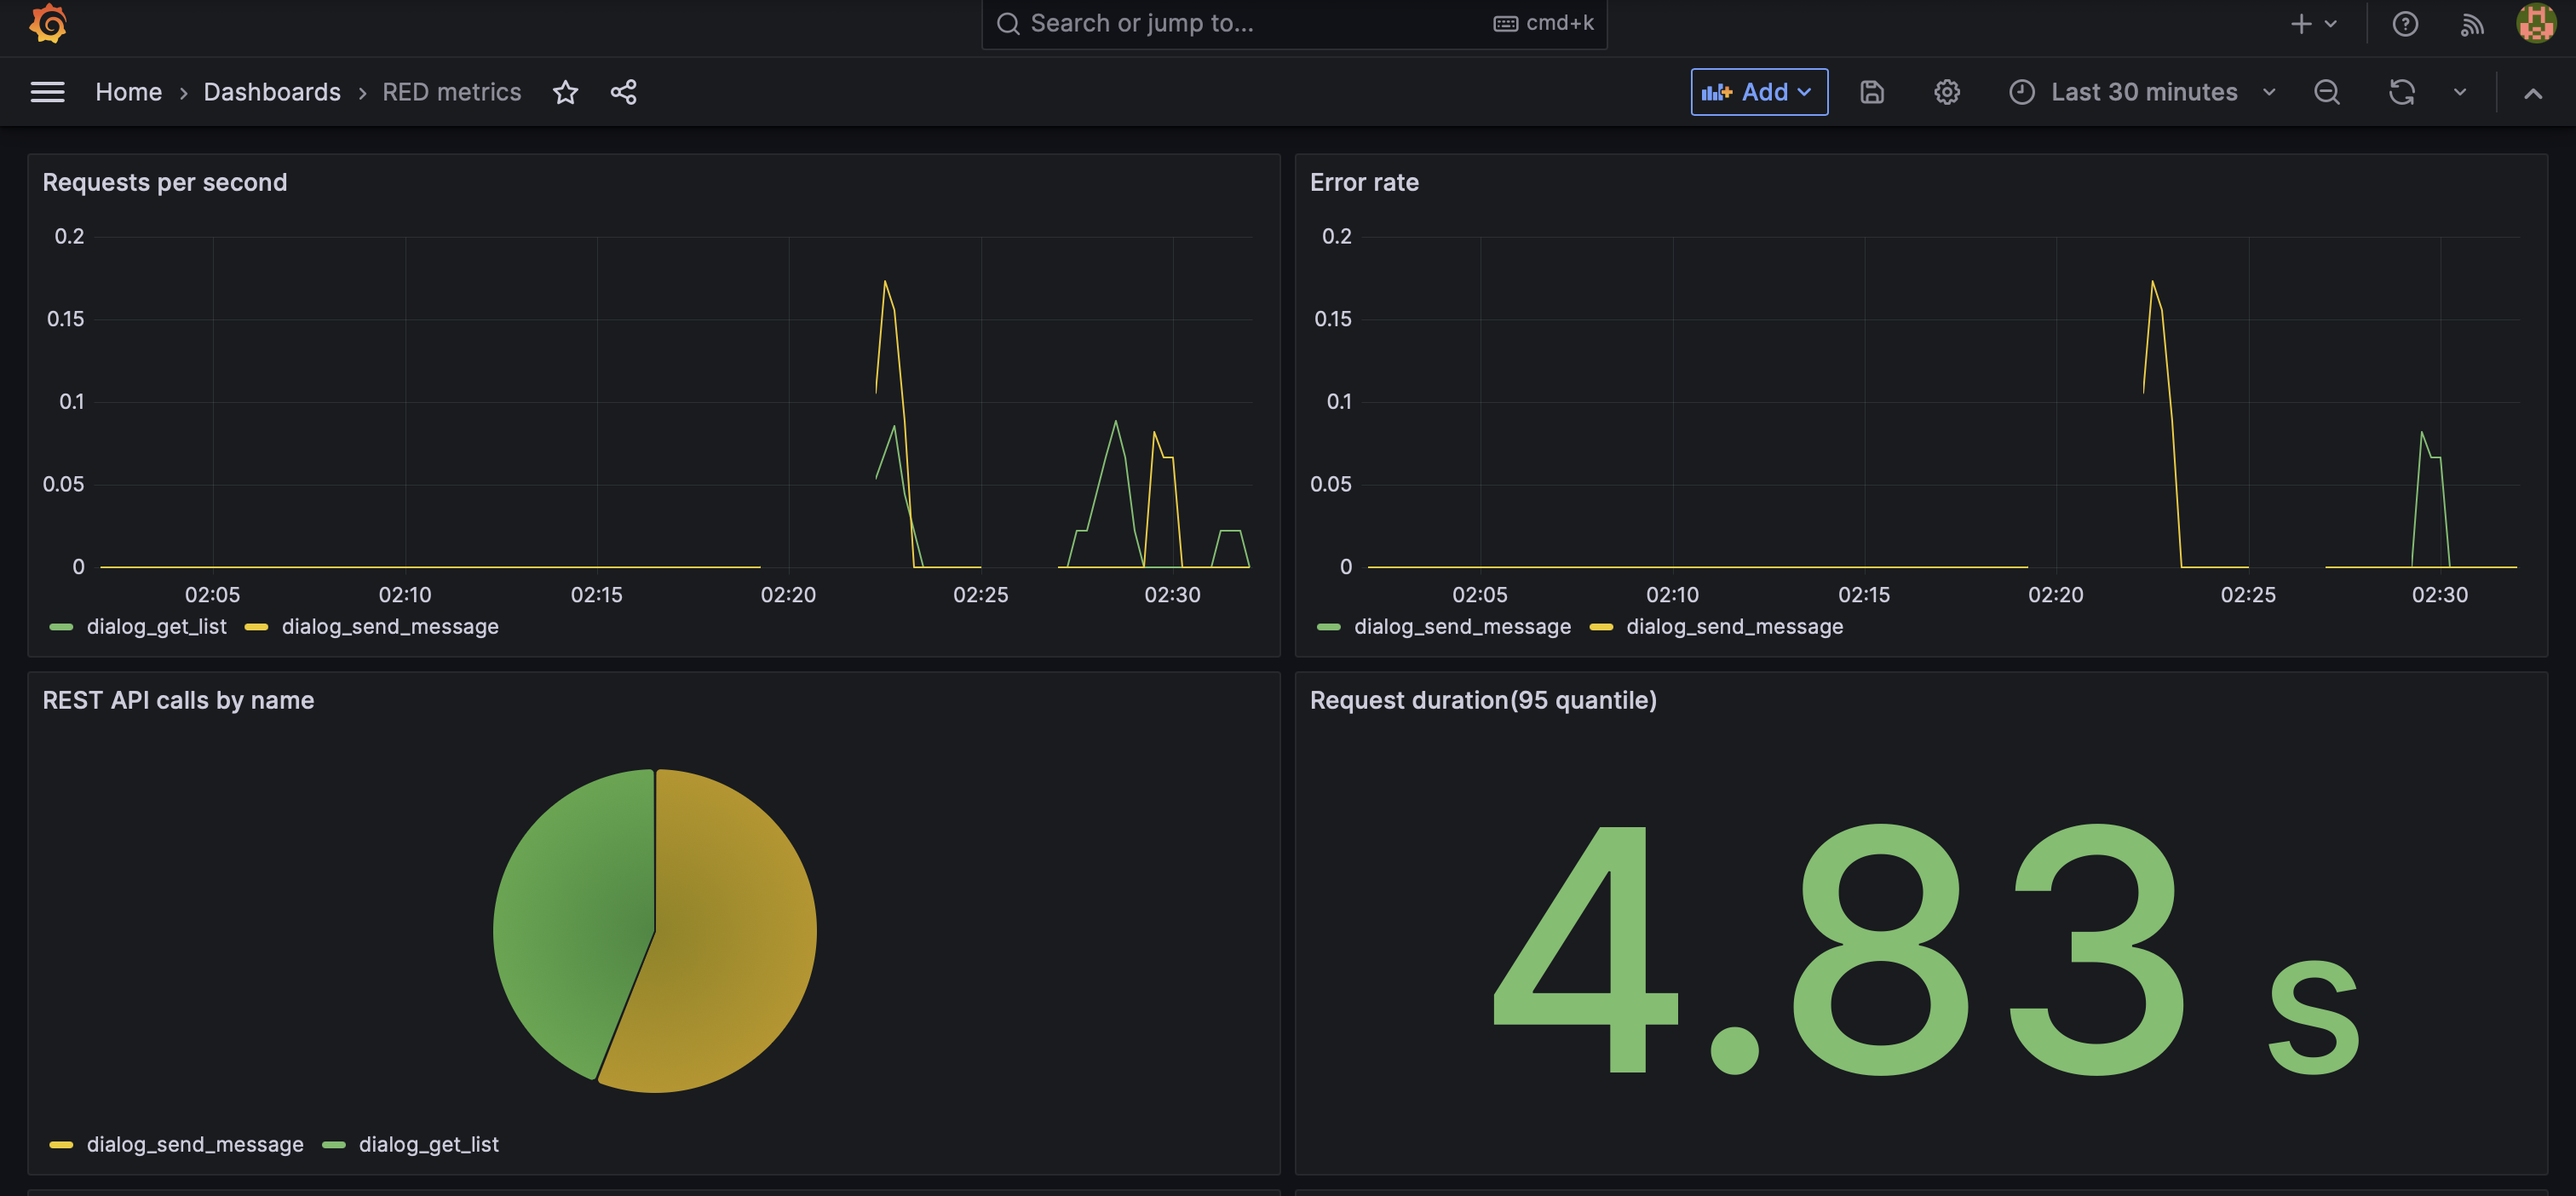 Search or jump to... cmd+k
Home › Dashboards › RED metrics Add Last 30 minutes
Requests per second
0.2
0.15
0.1
0.05
0
02:05 02:10 02:15 02:20 02:25 02:30
dialog_get_list dialog_send_message
Error rate
0.2
0.15
0.1
0.05
0
02:05 02:10 02:15 02:20 02:25 02:30
dialog_send_message dialog_send_message
REST API calls by name
dialog_send_message dialog_get_list
Request duration(95 quantile)
4.83 s